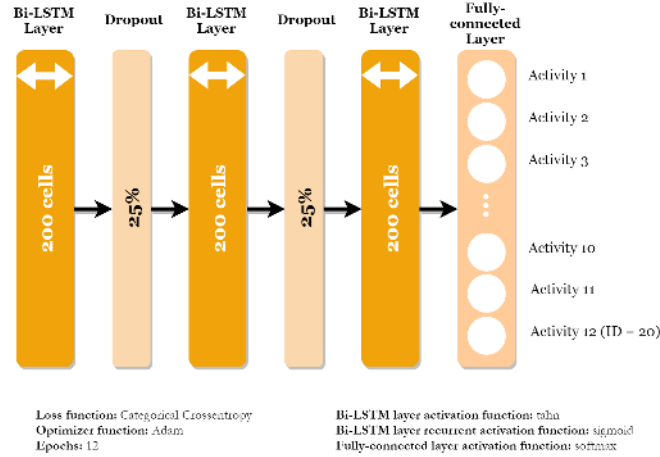 Bi-LSTM
Layer
Dropout
Bi-LSTM
Layer
Dropout
Bi-LSTM
Layer
Fully-
connected
Layer
200 cells
25%
200 cells
25%
200 cells
Activity 1
Activity 2
Activity 3
...
Activity 10
Activity 11
Activity 12 (ID – 20)
Loss function: Categorical Crossentropy
Optimizer function: Adam
Epochs: 12
Bi-LSTM layer activation function: tahn
Bi-LSTM layer recurrent activation function: sigmoid
Fully-connected layer activation function: softmax